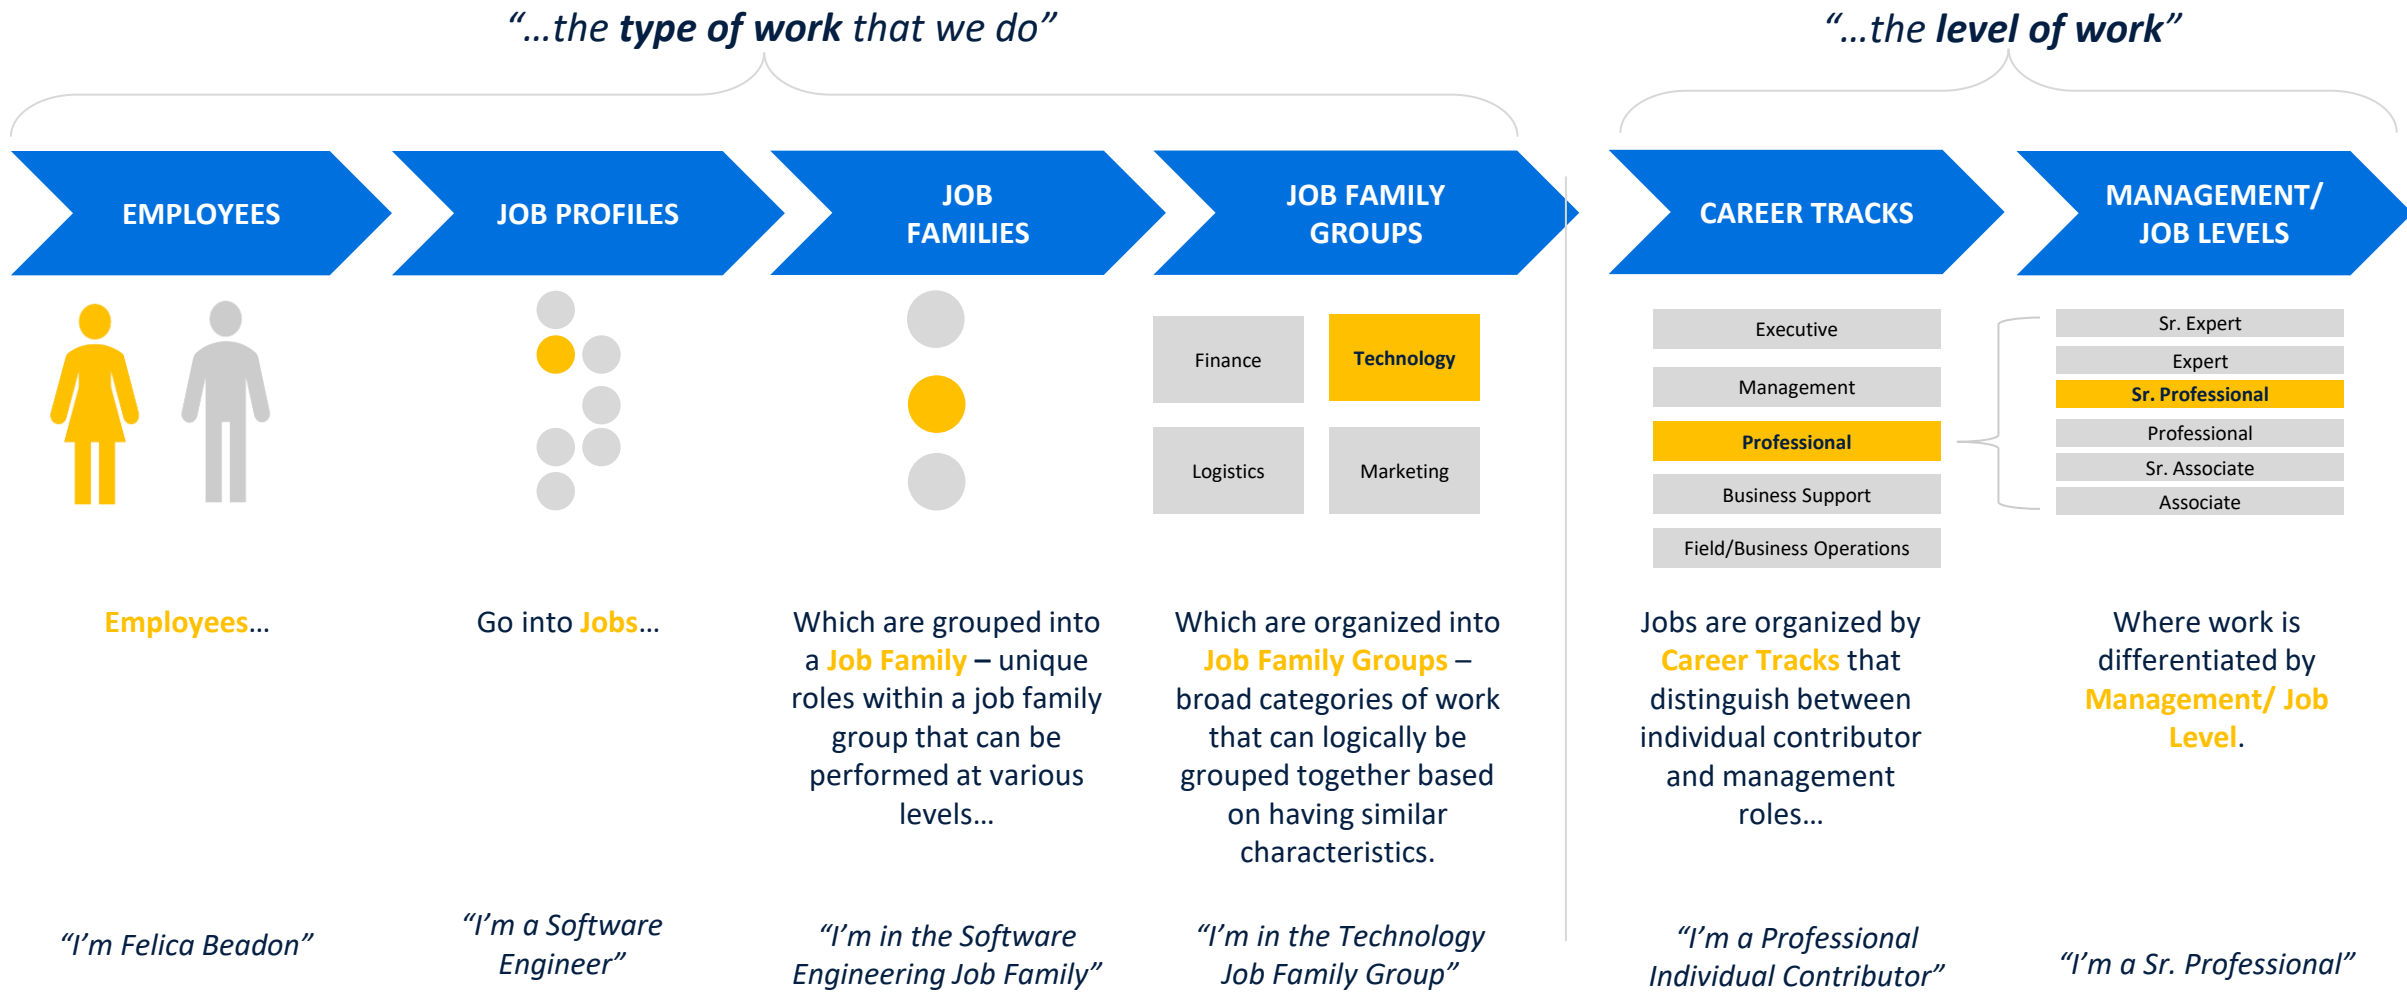 “…the type of work that we do”
“…the level of work”
EMPLOYEES
JOB PROFILES
JOB
FAMILIES
JOB FAMILY
GROUPS
CAREER TRACKS
MANAGEMENT/
JOB LEVELS
Finance
Technology
Logistics
Marketing
Executive
Management
Professional
Business Support
Field/Business Operations
Sr. Expert
Expert
Sr. Professional
Professional
Sr. Associate
Associate
Employees…
Go into Jobs…
Which are grouped into
a Job Family – unique
roles within a job family
group that can be
performed at various
levels…
Which are organized into
Job Family Groups –
broad categories of work
that can logically be
grouped together based
on having similar
characteristics.
Jobs are organized by
Career Tracks that
distinguish between
individual contributor
and management
roles…
Where work is
differentiated by
Management/ Job
Level.
“I’m Felica Beadon”
“I’m a Software
Engineer”
“I’m in the Software
Engineering Job Family”
“I’m in the Technology
Job Family Group”
“I’m a Professional
Individual Contributor”
“I’m a Sr. Professional”